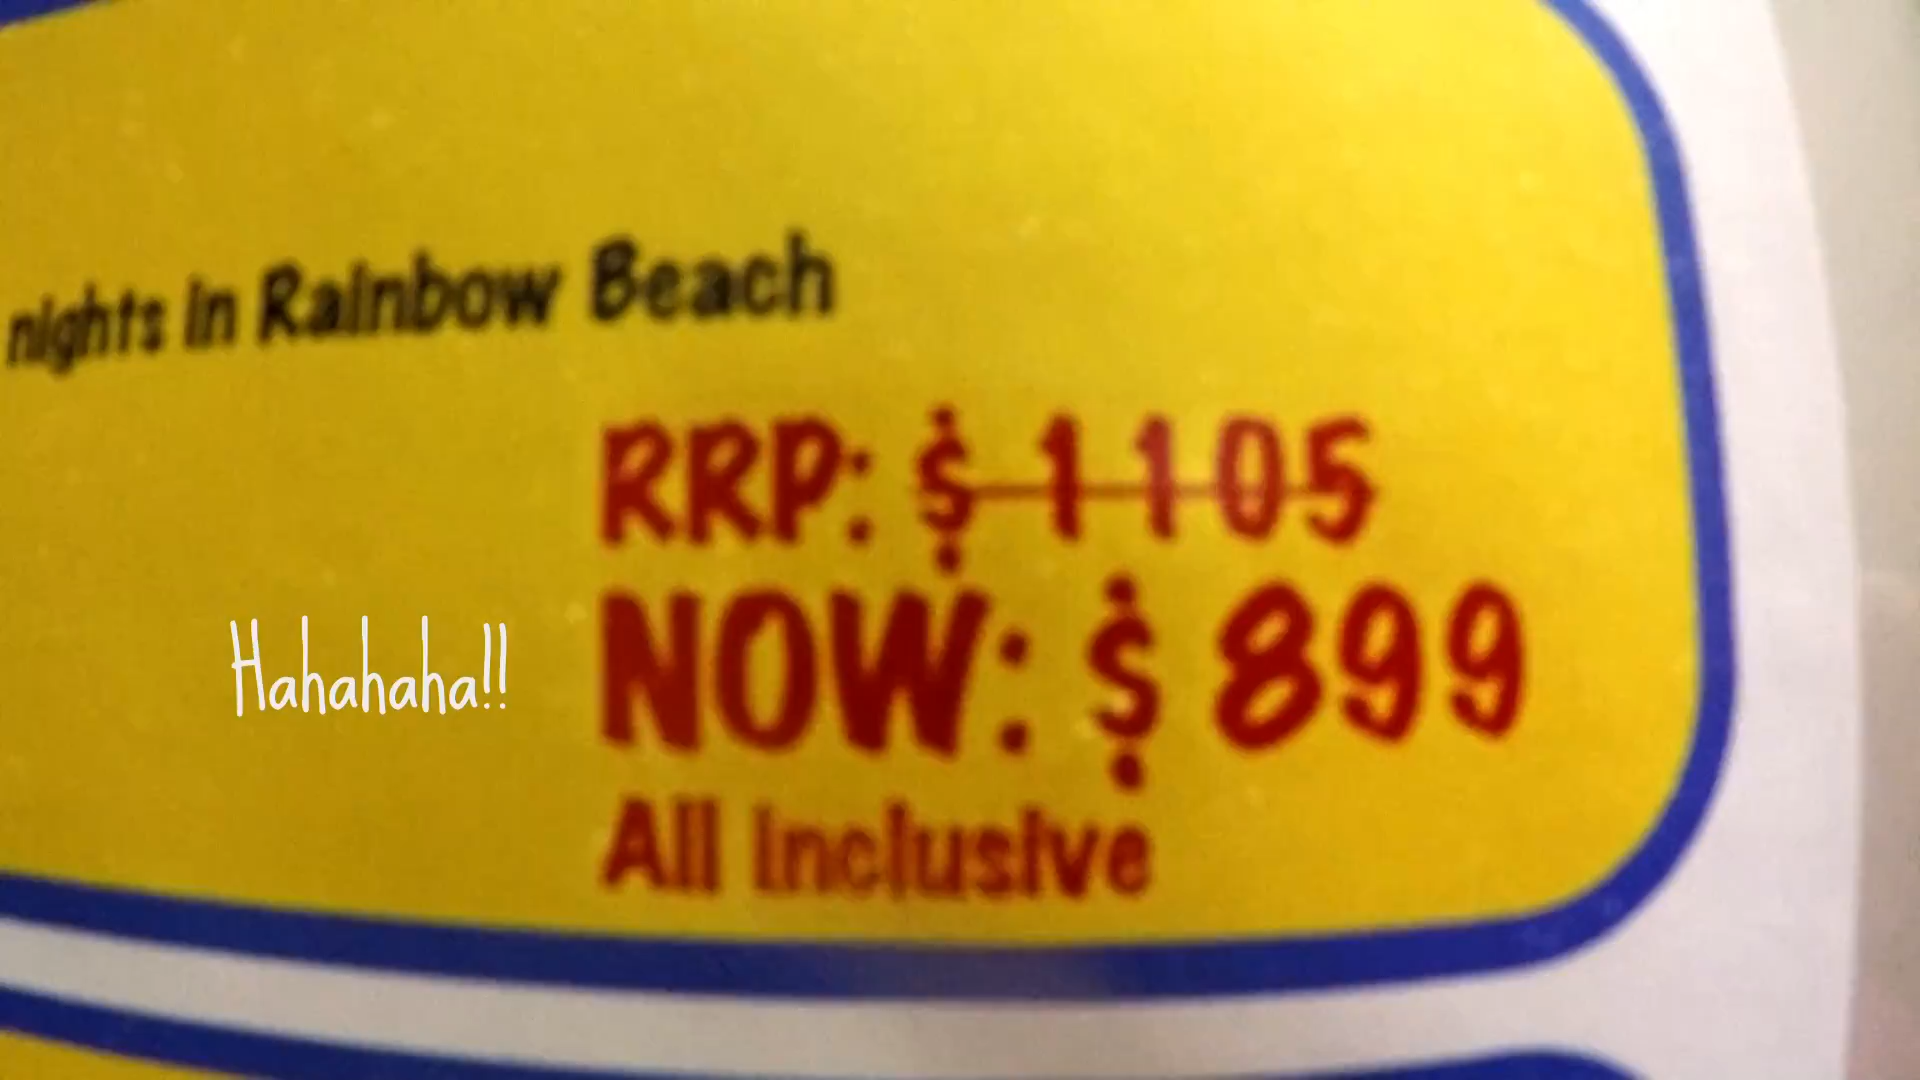 nights in Rainbow Beach
RRP: $ 1105
NOW: $ 899
Hahahaha!!
All inclusive